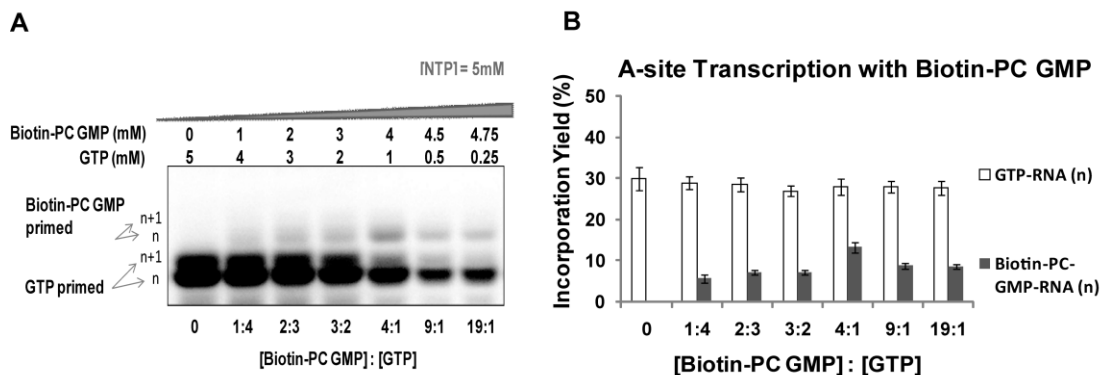 A
[NTP] = 5mM
Biotin-PC GMP (mM) 0 1 2 3 4 4.5 4.75
GTP (mM) 5 4 3 2 1 0.5 0.25
Biotin-PC GMP
primed
n+1
n
n+1
GTP primed
n
0 1:4 2:3 3:2 4:1 9:1 19:1
[Biotin-PC GMP] : [GTP]
B
A-site Transcription with Biotin-PC GMP
Incorporation Yield (%)
50
40
30
20
10
0
0 1:4 2:3 3:2 4:1 9:1 19:1
[Biotin-PC GMP] : [GTP]
GTP-RNA (n)
Biotin-PC-
GMP-RNA (n)